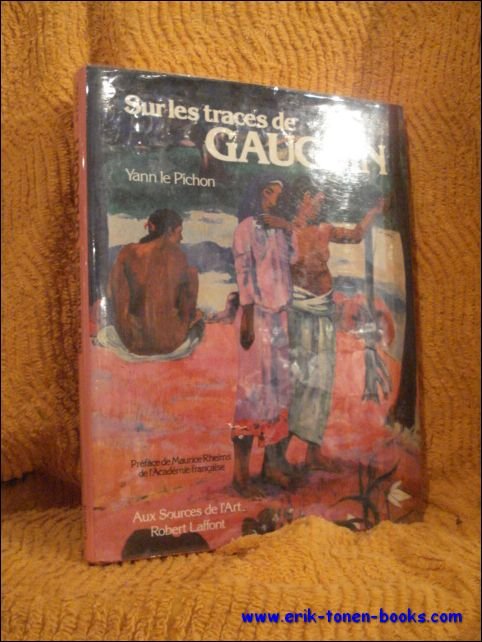 Sur les traces de
GAUGUIN
Yann le Pichon
Préface de Maurice Rheims
de l'Académie française
Aux Sources de l'Art.
Robert Laffont
www.erik-tonen-books.com